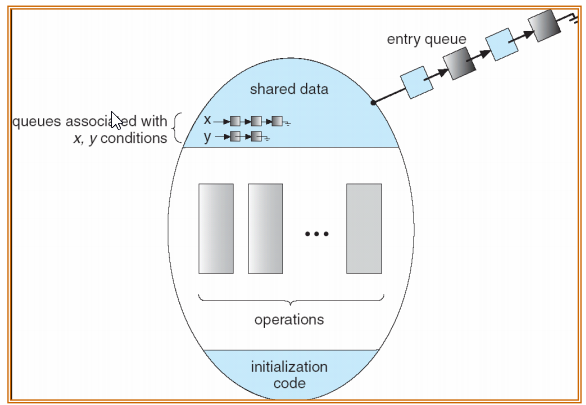 entry queue
shared data
queues associated with
x, y conditions
x
y
•••
operations
initialization
code